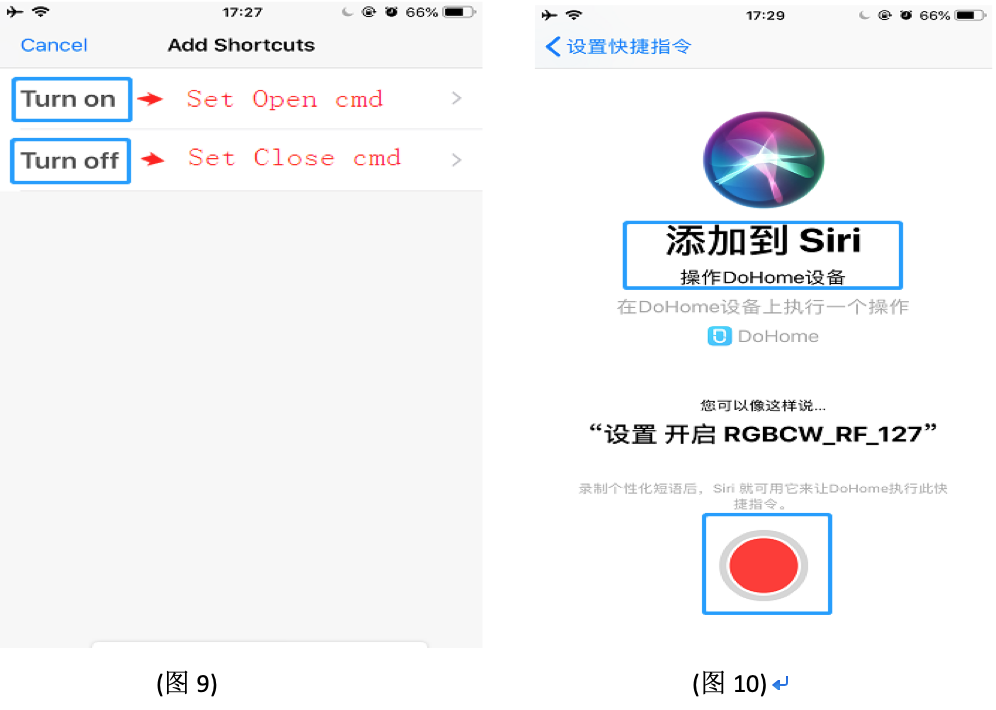 17:27
66%
Cancel
Add Shortcuts
Turn on
Set Open cmd
Turn off
Set Close cmd
(图 9)
17:29
66%
设置快捷指令
添加到 Siri
操作DoHome设备
在DoHome设备上执行一个操作
DoHome
您可以像这样说...
“设置 开启 RGBCW_RF_127”
录制个性化短语后，Siri 就可用它来让DoHome执行此快
捷指令。
(图 10)